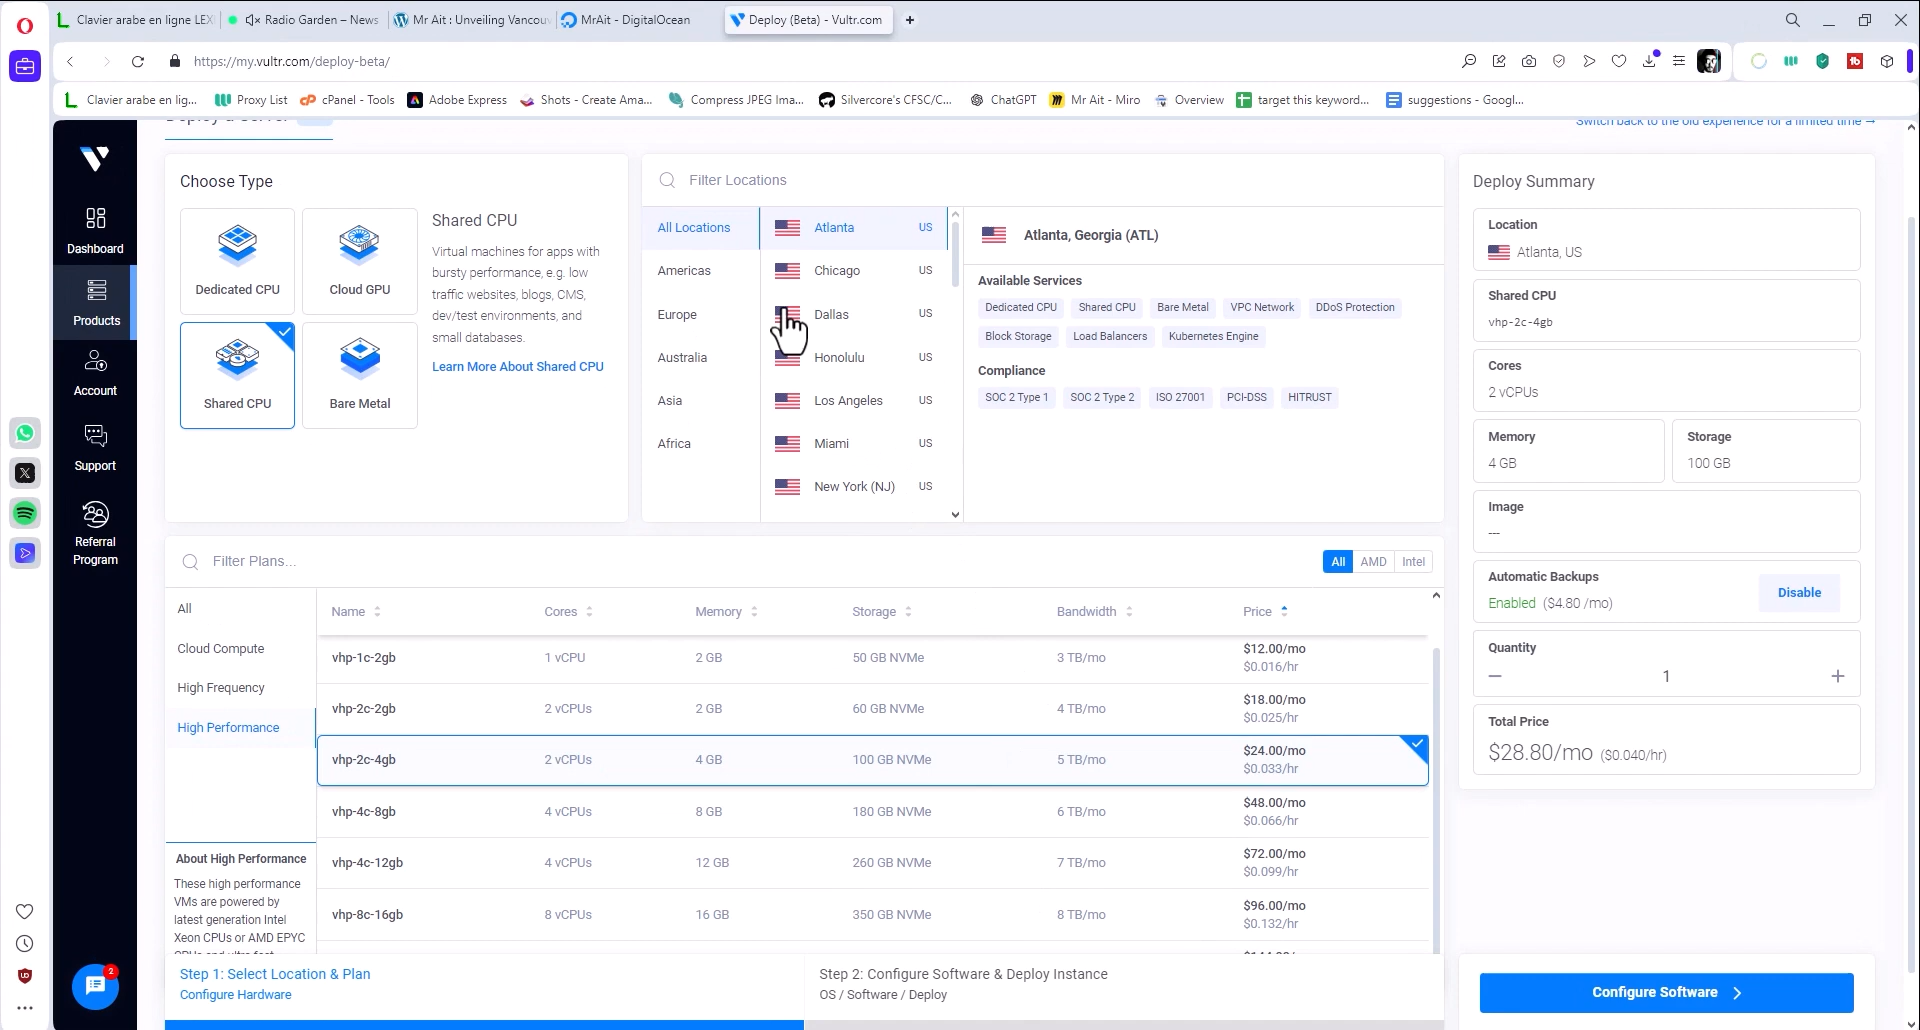 Clavier arabe en ligne LEX
Radio Garden – News
Mr Ait : Unveiling Vancou
MrAit - DigitalOcean
Deploy (Beta) - Vultr.com
https://my.vultr.com/deploy-beta/
Clavier arabe en lig...
Proxy List
cPanel - Tools
Adobe Express
Shots - Create Ama...
Compress JPEG Ima...
Silvercore's CFSC/C...
ChatGPT
Mr Ait - Miro
Overview
target this keyword...
suggestions - Googl...
Deploy a Server
Switch back to the old experience for a limited time →
Dashboard
Products
Account
Support
Referral
Program
2
Choose Type
Dedicated CPU
Cloud GPU
Shared CPU
Bare Metal
Shared CPU
Virtual machines for apps with
bursty performance, e.g. low
traffic websites, blogs, CMS,
dev/test environments, and
small databases.
Learn More About Shared CPU
Filter Locations
All Locations
Americas
Europe
Australia
Asia
Africa
Atlanta US
Chicago US
Dallas US
Honolulu US
Los Angeles US
Miami US
New York (NJ) US
Atlanta, Georgia (ATL)
Available Services
Dedicated CPU Shared CPU Bare Metal VPC Network DDoS Protection
Block Storage Load Balancers Kubernetes Engine
Compliance
SOC 2 Type 1 SOC 2 Type 2 ISO 27001 PCI-DSS HITRUST
Filter Plans...
All AMD Intel
All
Cloud Compute
High Frequency
High Performance
About High Performance
These high performance
VMs are powered by
latest generation Intel
Xeon CPUs or AMD EPYC
Name Cores Memory Storage Bandwidth Price
vhp-1c-2gb 1 vCPU 2 GB 50 GB NVMe 3 TB/mo $12.00/mo
$0.016/hr
vhp-2c-2gb 2 vCPUs 2 GB 60 GB NVMe 4 TB/mo $18.00/mo
$0.025/hr
vhp-2c-4gb 2 vCPUs 4 GB 100 GB NVMe 5 TB/mo $24.00/mo
$0.033/hr
vhp-4c-8gb 4 vCPUs 8 GB 180 GB NVMe 6 TB/mo $48.00/mo
$0.066/hr
vhp-4c-12gb 4 vCPUs 12 GB 260 GB NVMe 7 TB/mo $72.00/mo
$0.099/hr
vhp-8c-16gb 8 vCPUs 16 GB 350 GB NVMe 8 TB/mo $96.00/mo
$0.132/hr
Step 1: Select Location & Plan
Configure Hardware
Step 2: Configure Software & Deploy Instance
OS / Software / Deploy
Deploy Summary
Location
Atlanta, US
Shared CPU
vhp-2c-4gb
Cores
2 vCPUs
Memory
4 GB
Storage
100 GB
Image
---
Automatic Backups
Enabled ($4.80 /mo)
Disable
Quantity
1
Total Price
$28.80/mo ($0.040/hr)
Configure Software